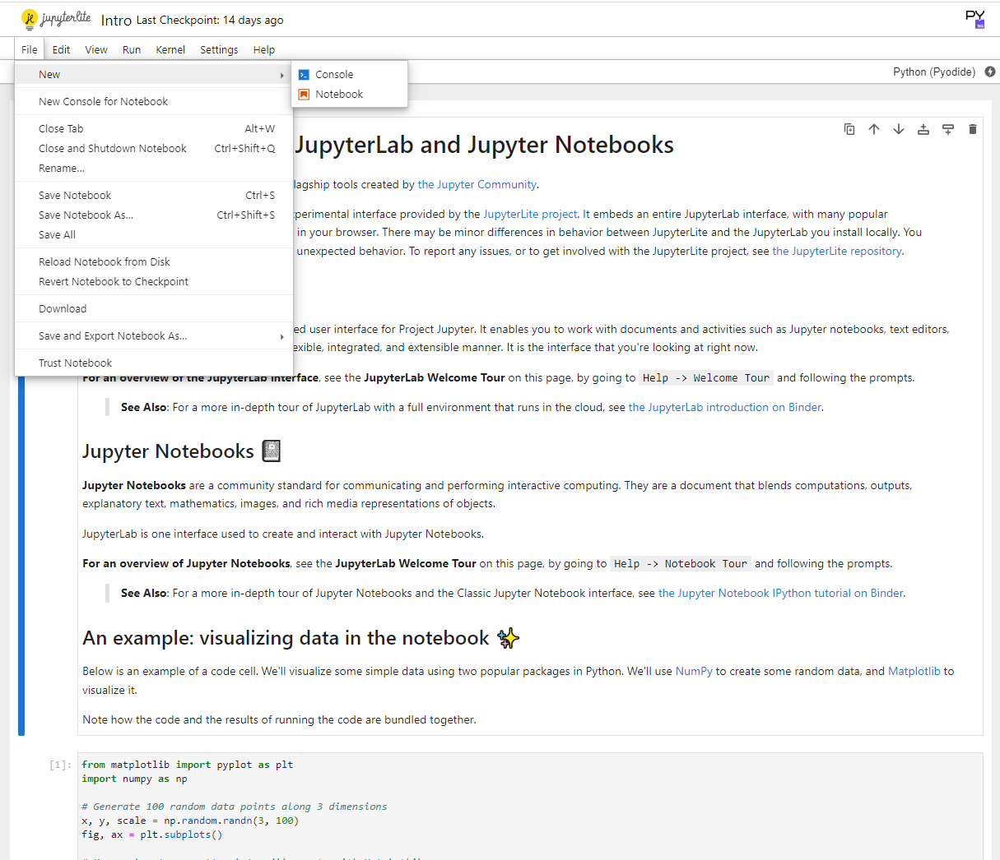 jupyterlite Intro Last Checkpoint: 14 days ago PY
File Edit View Run Kernel Settings Help
Python (Pyodide)
New
Console
Notebook
New Console for Notebook
Close Tab Alt+W
Close and Shutdown Notebook Ctrl+Shift+Q
Rename...
Save Notebook Ctrl+S
Save Notebook As... Ctrl+Shift+S
Save All
Reload Notebook from Disk
Revert Notebook to Checkpoint
Download
Save and Export Notebook As...
Trust Notebook
JupyterLab and Jupyter Notebooks
lagship tools created by the Jupyter Community.
xperimental interface provided by the JupyterLite project. It embeds an entire JupyterLab interface, with many popular
in your browser. There may be minor differences in behavior between JupyterLite and the JupyterLab you install locally. You
unexpected behavior. To report any issues, or to get involved with the JupyterLite project, see the JupyterLite repository.
ed user interface for Project Jupyter. It enables you to work with documents and activities such as Jupyter notebooks, text editors,
exible, integrated, and extensible manner. It is the interface that you're looking at right now.
For an overview of the JupyterLab Interface, see the JupyterLab Welcome Tour on this page, by going to Help -> Welcome Tour and following the prompts.
See Also: For a more in-depth tour of JupyterLab with a full environment that runs in the cloud, see the JupyterLab introduction on Binder.
Jupyter Notebooks
Jupyter Notebooks are a community standard for communicating and performing interactive computing. They are a document that blends computations, outputs,
explanatory text, mathematics, images, and rich media representations of objects.
JupyterLab is one interface used to create and interact with Jupyter Notebooks.
For an overview of Jupyter Notebooks, see the JupyterLab Welcome Tour on this page, by going to Help -> Notebook Tour and following the prompts.
See Also: For a more in-depth tour of Jupyter Notebooks and the Classic Jupyter Notebook interface, see the Jupyter Notebook IPython tutorial on Binder.
An example: visualizing data in the notebook ✨
Below is an example of a code cell. We'll visualize some simple data using two popular packages in Python. We'll use NumPy to create some random data, and Matplotlib to
visualize it.
Note how the code and the results of running the code are bundled together.
[1]: from matplotlib import pyplot as plt
import numpy as np
# Generate 100 random data points along 3 dimensions
x, y, scale = np.random.randn(3, 100)
fig, ax = plt.subplots()